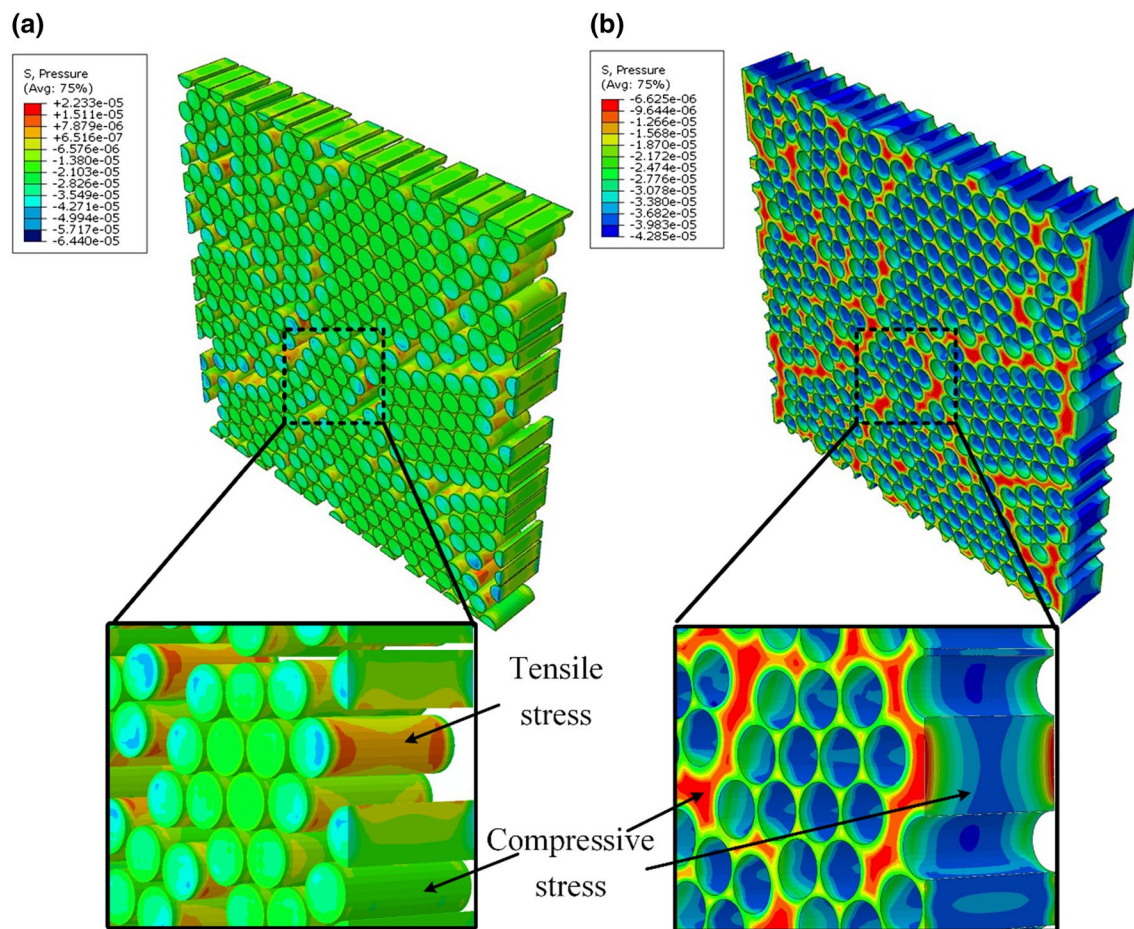 (a)
S, Pressure
(Avg: 75%)
+2.233e-05
+1.511e-05
+7.879e-06
+6.516e-07
-6.576e-06
-1.380e-05
-2.103e-05
-2.826e-05
-3.549e-05
-4.271e-05
-4.994e-05
-5.717e-05
-6.440e-05
(b)
S, Pressure
(Avg: 75%)
-6.625e-06
-9.644e-06
-1.266e-05
-1.568e-05
-1.870e-05
-2.172e-05
-2.474e-05
-2.776e-05
-3.078e-05
-3.380e-05
-3.682e-05
-3.983e-05
-4.285e-05
Tensile
stress
Compressive
stress